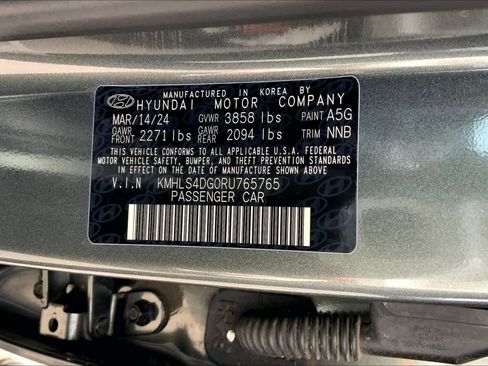 MANUFACTURED IN KOREA BY
HYUNDAI MOTOR COMPANY
MAR/14/24 GVWR 3858 lbs PAINT A5G
GAWR FRONT 2271 lbs GAWR REAR 2094 lbs TRIM NNB
THIS VEHICLE CONFORMS TO ALL APPLICABLE U.S.A. FEDERAL
MOTOR VEHICLE SAFETY, BUMPER, AND THEFT PREVENTION
STANDARDS IN EFFECT ON THE DATE OF MANUFACTURE
SHOWN ABOVE.
V.I.N KMHLS4DG0RU765765
PASSENGER CAR